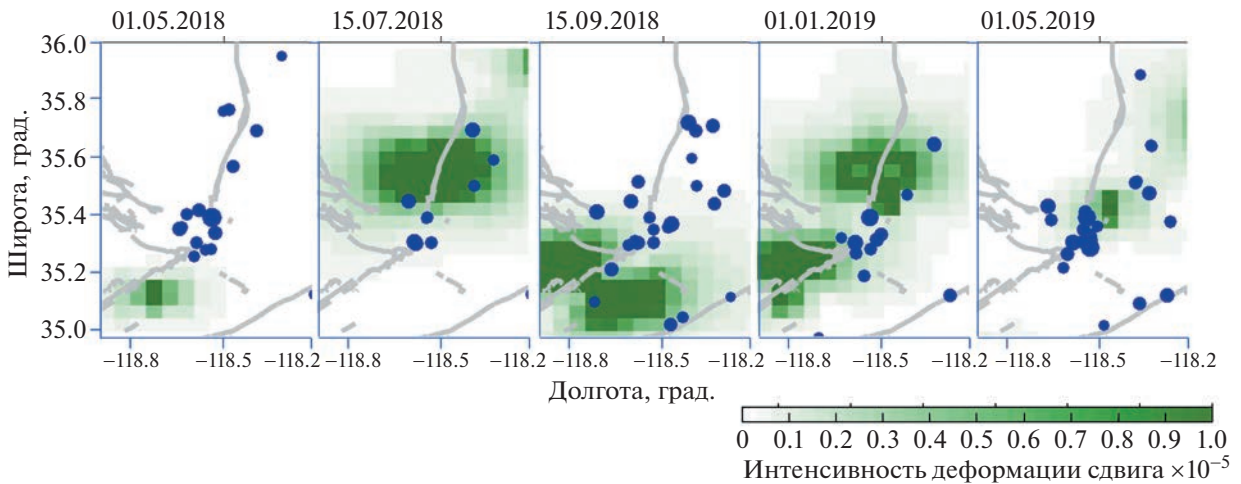 01.05.2018 15.07.2018 15.09.2018 01.01.2019 01.05.2019
36.0
35.8
35.6
35.4
35.2
35.0
Широта, град.
−118.8 −118.5 −118.2 −118.8 −118.5 −118.2 −118.8 −118.5 −118.2 −118.8 −118.5 −118.2 −118.8 −118.5 −118.2
Долгота, град.
0 0.1 0.2 0.3 0.4 0.5 0.6 0.7 0.8 0.9 1.0
Интенсивность деформации сдвига ×10⁻⁵